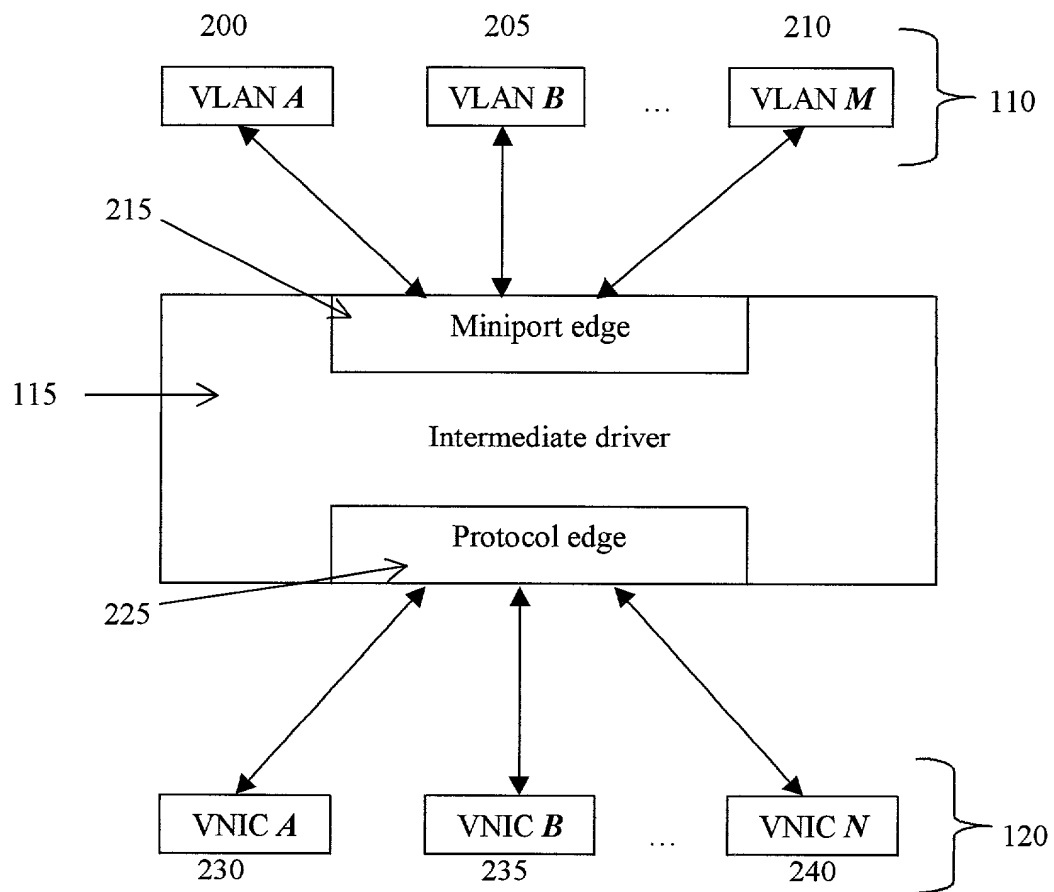 200 205 210
VLAN A VLAN B ... VLAN M
110
215
Miniport edge
115
Intermediate driver
Protocol edge
225
VNIC A VNIC B ... VNIC N
120
230 235 240